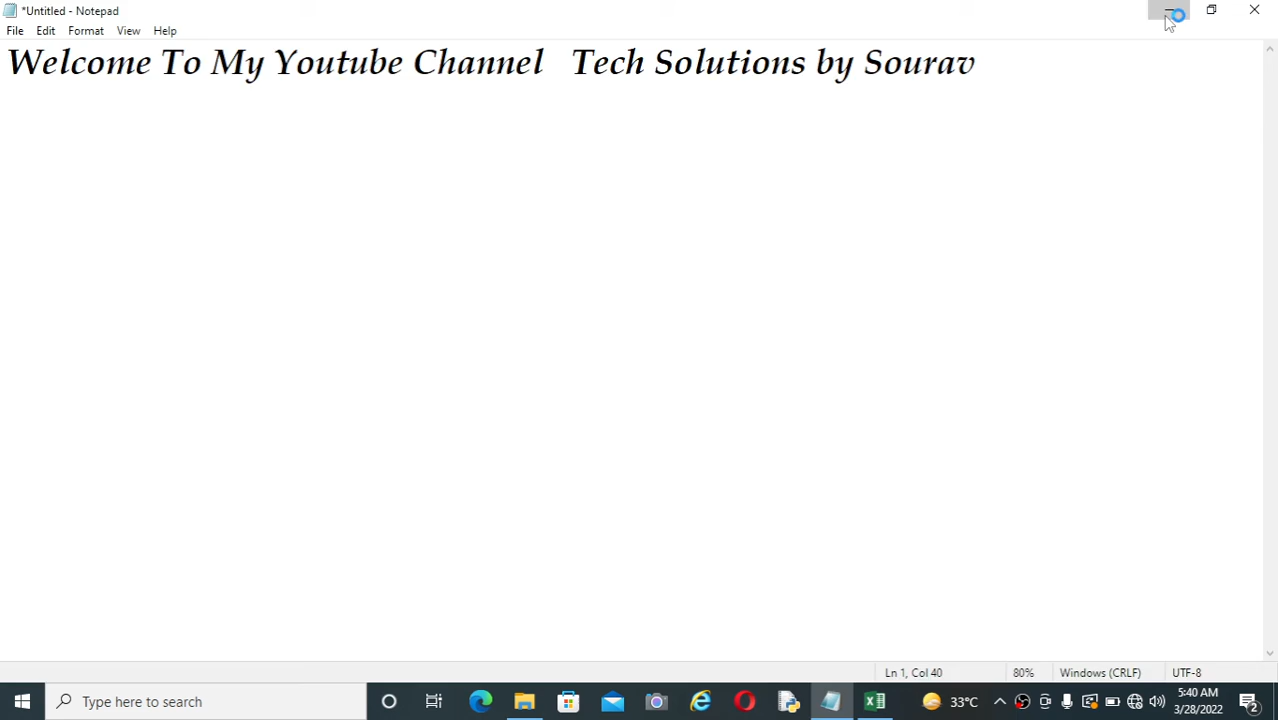 *Untitled - Notepad
File Edit Format View Help
Welcome To My Youtube Channel   Tech Solutions by Sourav
Ln 1, Col 40 80% Windows (CRLF) UTF-8
Type here to search 33°C 5:40 AM
3/28/2022 2